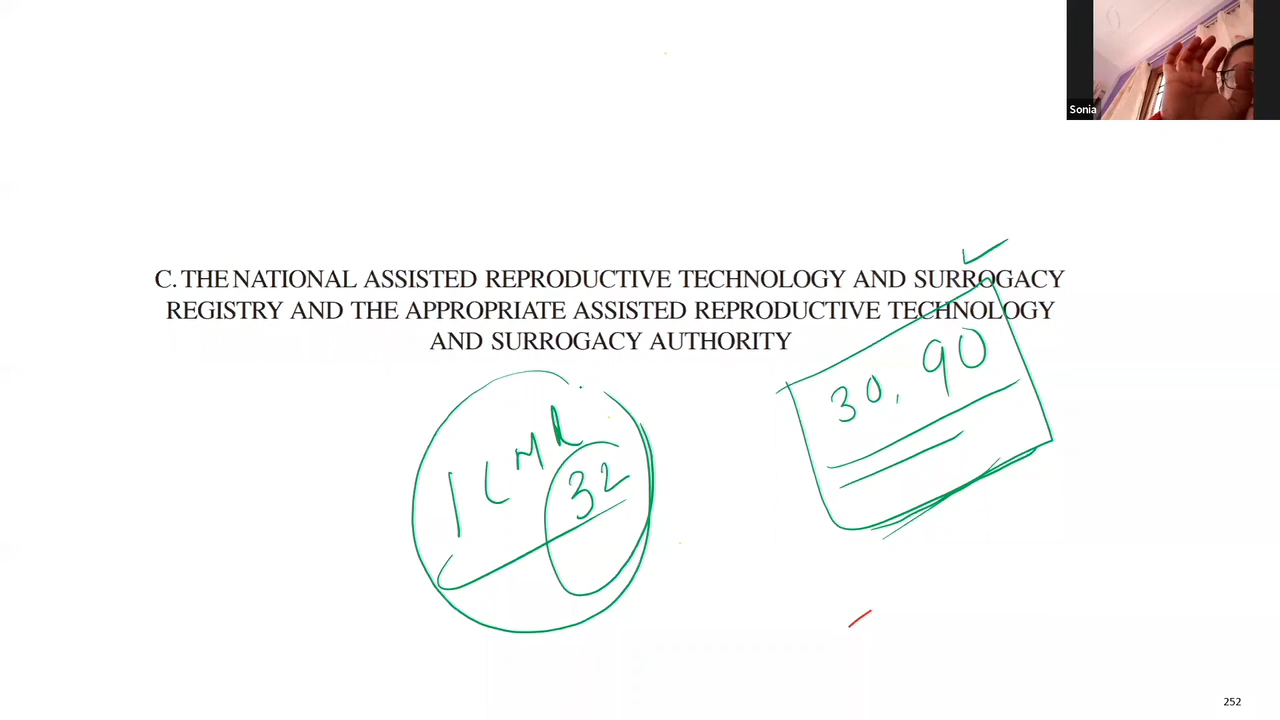 Sonia
C. THE NATIONAL ASSISTED REPRODUCTIVE TECHNOLOGY AND SURROGACY
REGISTRY AND THE APPROPRIATE ASSISTED REPRODUCTIVE TECHNOLOGY
AND SURROGACY AUTHORITY
30, 90
ICMR
32
252